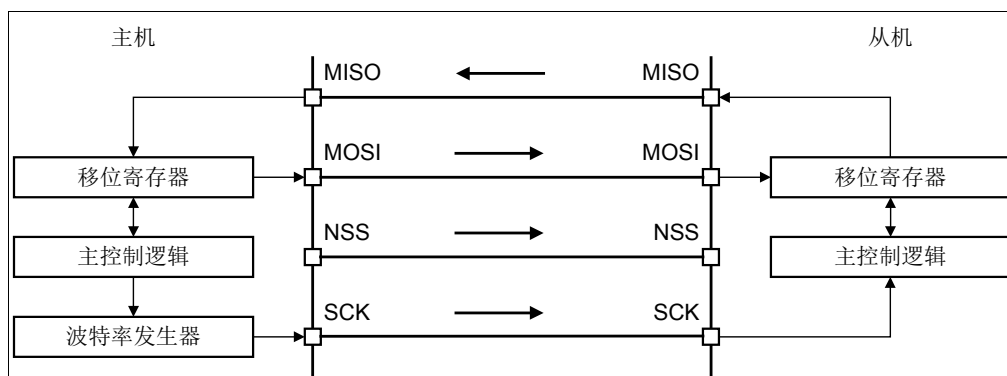 主机
从机
MISO
MISO
MOSI
MOSI
移位寄存器
移位寄存器
NSS
NSS
主控制逻辑
主控制逻辑
SCK
SCK
波特率发生器